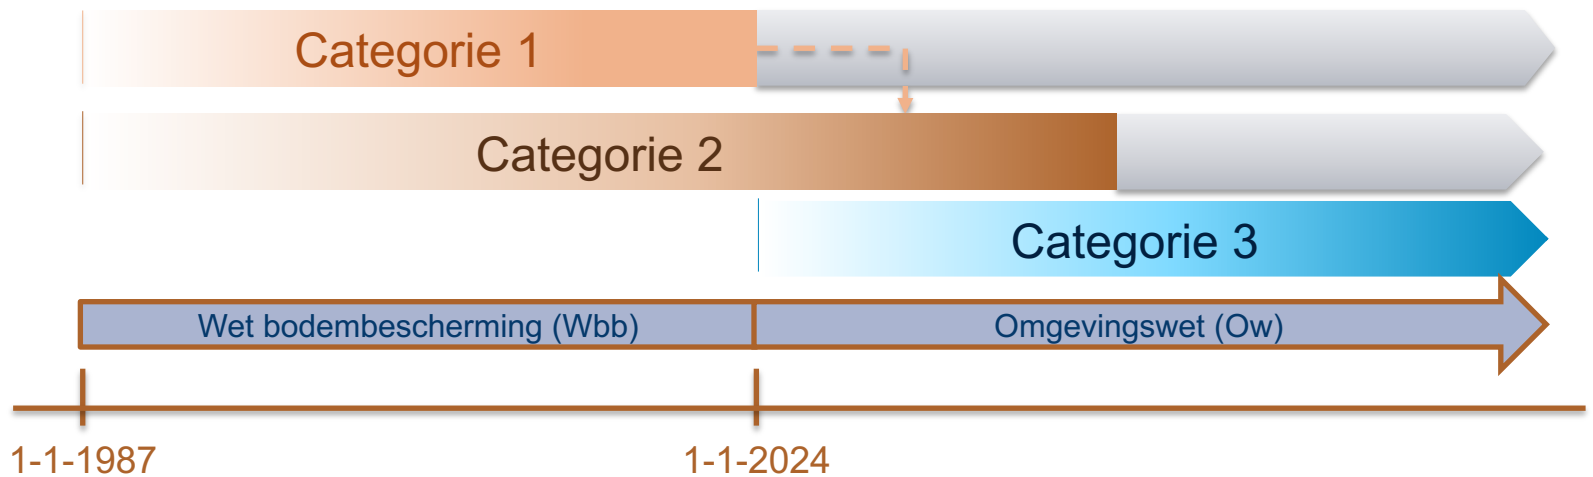 Categorie 1
Categorie 2
Categorie 3
Wet bodembescherming (Wbb)
Omgevingswet (Ow)
1-1-1987
1-1-2024